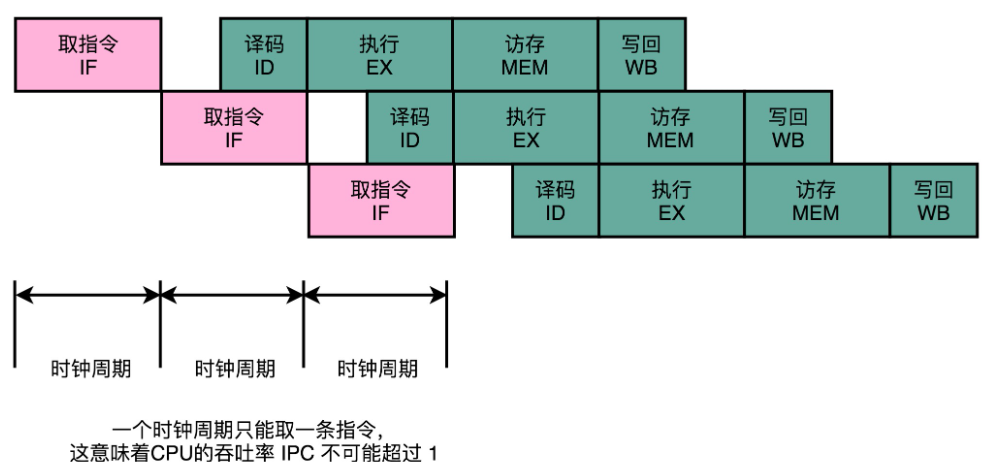 取指令 译码 执行 访存 写回
IF ID EX MEM WB
取指令 译码 执行 访存 写回
IF ID EX MEM WB
取指令 译码 执行 访存 写回
IF ID EX MEM WB
时钟周期 时钟周期 时钟周期
一个时钟周期只能取一条指令，
这意味着CPU的吞吐率 IPC 不可能超过 1